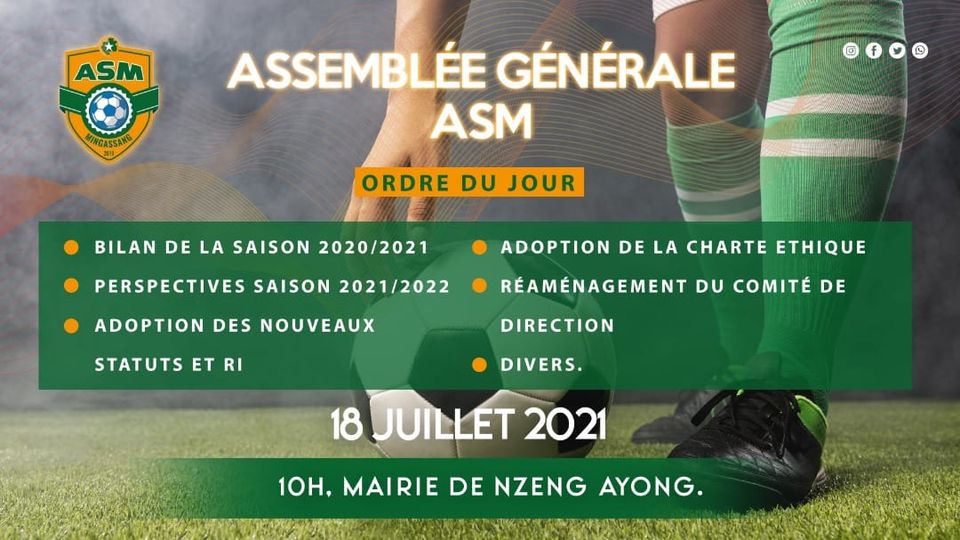 ASM
MINGASSANG
2013
ASSEMBLÉE GÉNÉRALE
ASM
ORDRE DU JOUR
BILAN DE LA SAISON 2020/2021
PERSPECTIVES SAISON 2021/2022
ADOPTION DES NOUVEAUX
STATUTS ET RI
ADOPTION DE LA CHARTE ETHIQUE
RÉAMÉNAGEMENT DU COMITÉ DE
DIRECTION
DIVERS.
18 JUILLET 2021
10H, MAIRIE DE NZENG AYONG.